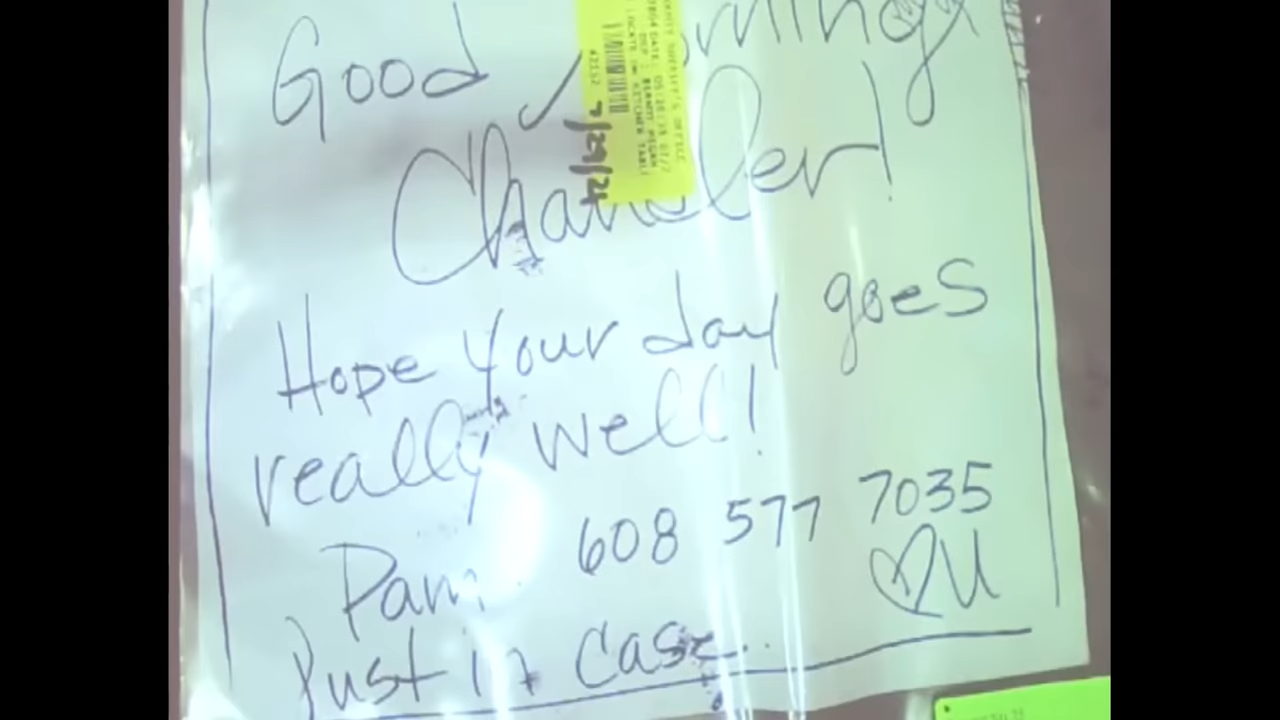 Good Morning
Chandler!
Hope your day goes
really well!
Pam 608 577 7035
Just in case... ♡U